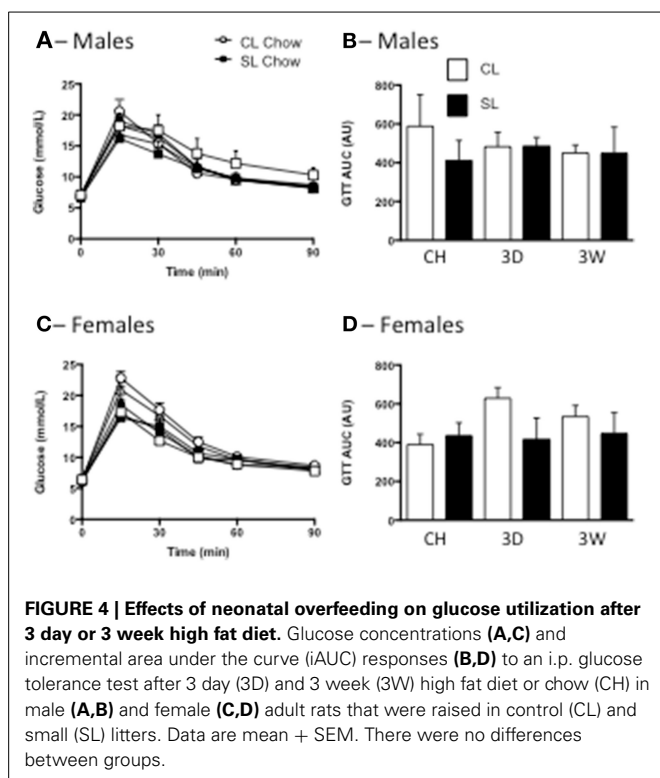 A – Males
CL Chow
SL Chow
25
20
15
10
5
0
Glucose (mmol/L)
0 30 60 90
Time (min)
B – Males
CL
SL
800
600
400
200
0
GTT AUC (AU)
CH 3D 3W
C – Females
25
20
15
10
5
0
Glucose (mmol/L)
0 30 60 90
Time (min)
D – Females
800
600
400
200
0
GTT AUC (AU)
CH 3D 3W
FIGURE 4 | Effects of neonatal overfeeding on glucose utilization after
3 day or 3 week high fat diet. Glucose concentrations (A,C) and
incremental area under the curve (iAUC) responses (B,D) to an i.p. glucose
tolerance test after 3 day (3D) and 3 week (3W) high fat diet or chow (CH) in
male (A,B) and female (C,D) adult rats that were raised in control (CL) and
small (SL) litters. Data are mean + SEM. There were no differences
between groups.